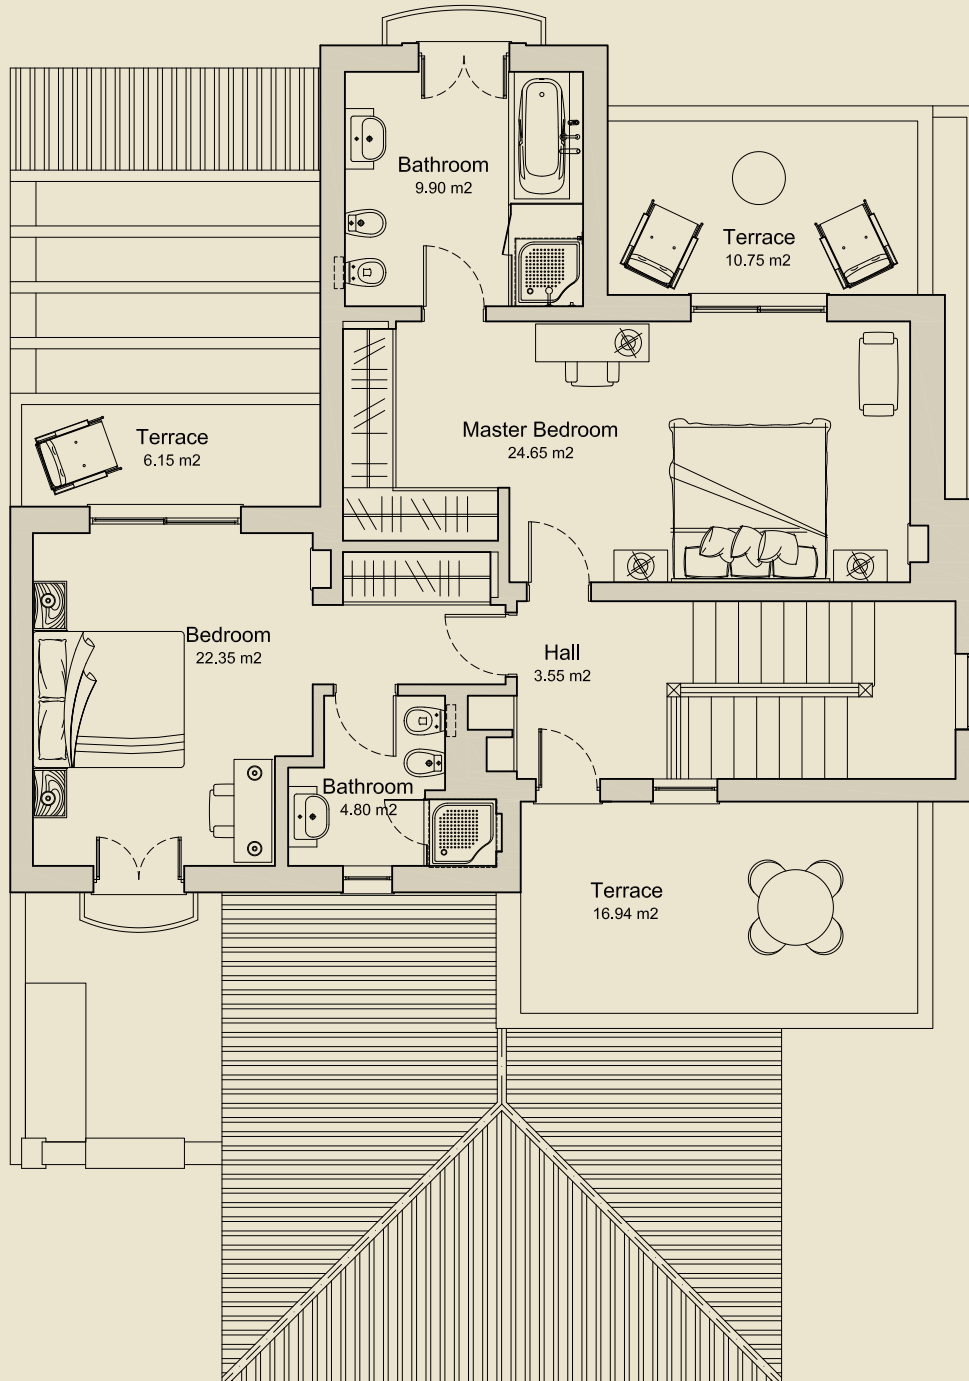 Bathroom
9.90 m2
Terrace
10.75 m2
Master Bedroom
24.65 m2
Terrace
6.15 m2
Bedroom
22.35 m2
Hall
3.55 m2
Bathroom
4.80 m2
Terrace
16.94 m2